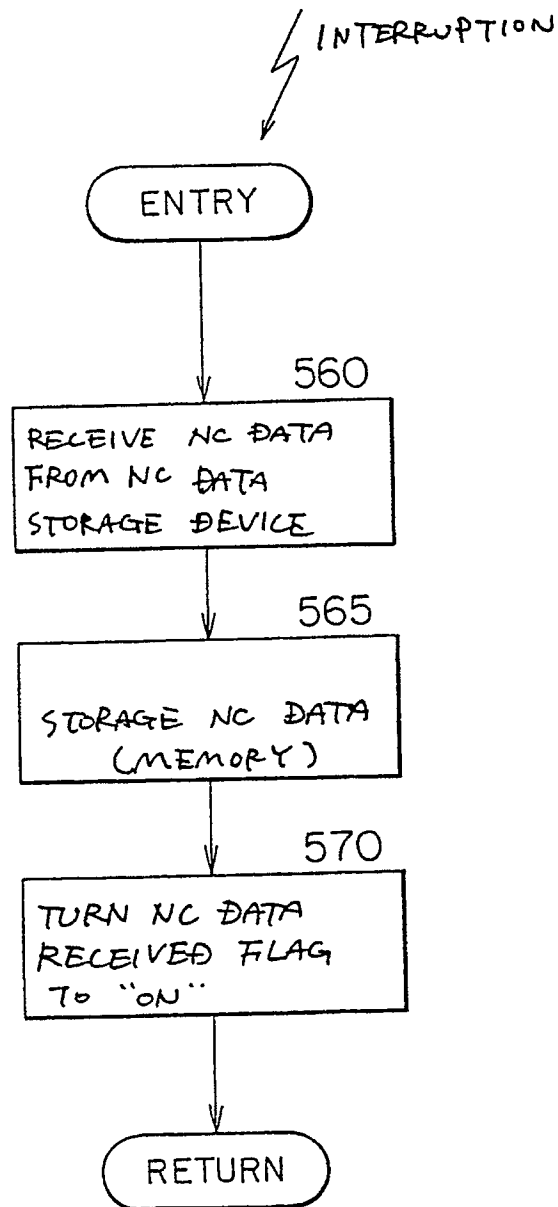 INTERRUPTION
ENTRY
560
RECEIVE NC DATA
FROM NC DATA
STORAGE DEVICE
565
STORAGE NC DATA
(MEMORY)
570
TURN NC DATA
RECEIVED FLAG
TO "ON"
RETURN